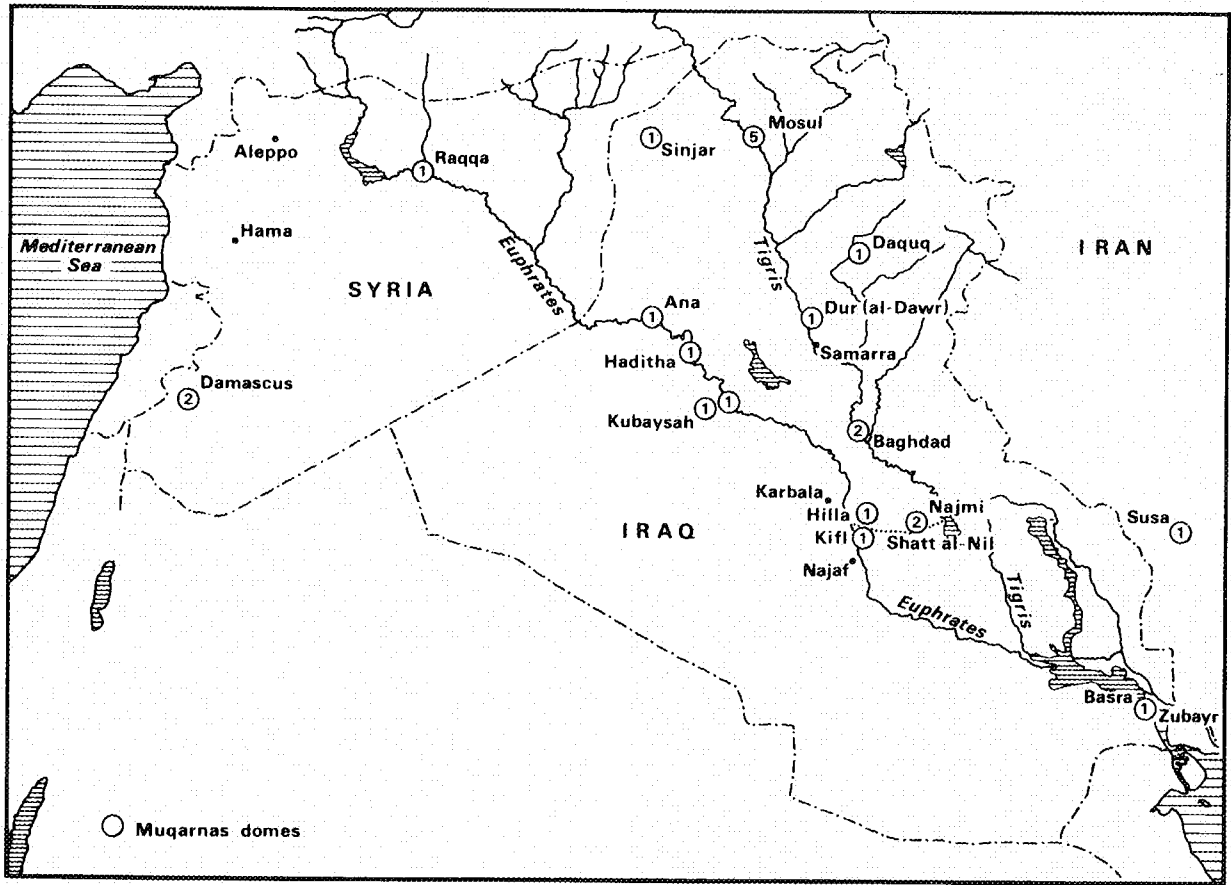 Mosul
1
Sinjar
5
Aleppo
Raqqa
1
Hama
Mediterranean
Sea
SYRIA
Euphrates
Tigris
Daquq
1
IRAN
Ana
1
Dur (al-Dawr)
1
Haditha
1
Samarra
Damascus
2
Kubaysah
1
1
2
Baghdad
Karbala
Hilla
1
Najmi
2
Shatt al-Nil
Susa
1
IRAQ
Kifl
1
Najaf
Euphrates
Tigris
Basra
1
Zubayr
Muqarnas domes